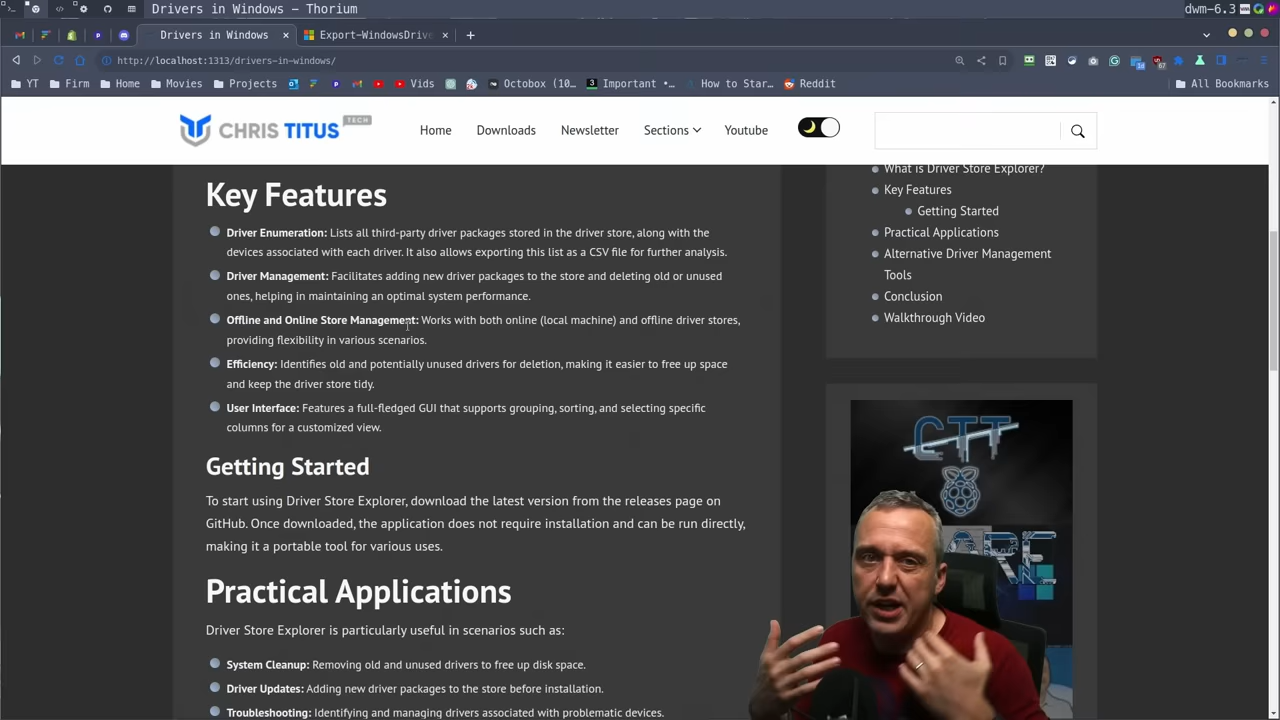 Drivers in Windows - Thorium
dwm-6.3
Drivers in Windows ×
Export-WindowsDrive ×
http://localhost:1313/drivers-in-windows/
YT Firm Home Movies Projects Vids Octobox (10… Important •… How to Star… Reddit All Bookmarks
CHRIS TITUS TECH
Home Downloads Newsletter Sections Youtube
What is Driver Store Explorer?
Key Features
Getting Started
Practical Applications
Alternative Driver Management
Tools
Conclusion
Walkthrough Video
Key Features
Driver Enumeration: Lists all third-party driver packages stored in the driver store, along with the
devices associated with each driver. It also allows exporting this list as a CSV file for further analysis.
Driver Management: Facilitates adding new driver packages to the store and deleting old or unused
ones, helping in maintaining an optimal system performance.
Offline and Online Store Management: Works with both online (local machine) and offline driver stores,
providing flexibility in various scenarios.
Efficiency: Identifies old and potentially unused drivers for deletion, making it easier to free up space
and keep the driver store tidy.
User Interface: Features a full-fledged GUI that supports grouping, sorting, and selecting specific
columns for a customized view.
Getting Started
To start using Driver Store Explorer, download the latest version from the releases page on
GitHub. Once downloaded, the application does not require installation and can be run directly,
making it a portable tool for various uses.
Practical Applications
Driver Store Explorer is particularly useful in scenarios such as:
System Cleanup: Removing old and unused drivers to free up disk space.
Driver Updates: Adding new driver packages to the store before installation.
Troubleshooting: Identifying and managing drivers associated with problematic devices.
CTT